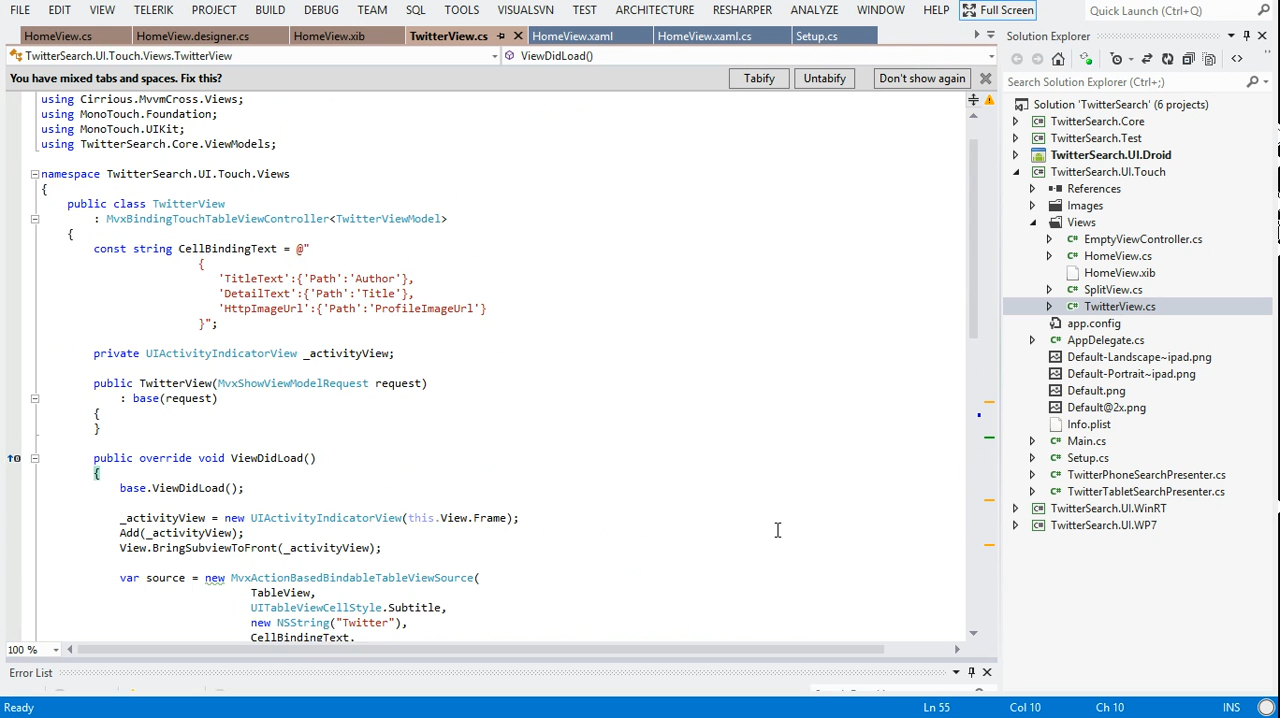 FILE EDIT VIEW TELERIK PROJECT BUILD DEBUG TEAM SQL TOOLS VISUALSVN TEST ARCHITECTURE RESHARPER ANALYZE WINDOW HELP Full Screen Quick Launch (Ctrl+Q)
HomeView.cs HomeView.designer.cs HomeView.xib TwitterView.cs HomeView.xaml HomeView.xaml.cs Setup.cs
TwitterSearch.UI.Touch.Views.TwitterView ViewDidLoad()
You have mixed tabs and spaces. Fix this? Tabify Untabify Don't show again
using Cirrious.MvvmCross.Views;
using MonoTouch.Foundation;
using MonoTouch.UIKit;
using TwitterSearch.Core.ViewModels;
namespace TwitterSearch.UI.Touch.Views
{
public class TwitterView
: MvxBindingTouchTableViewController<TwitterViewModel>
{
const string CellBindingText = @"
{
'TitleText':{'Path':'Author'},
'DetailText':{'Path':'Title'},
'HttpImageUrl':{'Path':'ProfileImageUrl'}
}";
private UIActivityIndicatorView _activityView;
public TwitterView(MvxShowViewModelRequest request)
: base(request)
{
}
public override void ViewDidLoad()
{
base.ViewDidLoad();
_activityView = new UIActivityIndicatorView(this.View.Frame);
Add(_activityView);
View.BringSubviewToFront(_activityView);
var source = new MvxActionBasedBindableTableViewSource(
TableView,
UITableViewCellStyle.Subtitle,
new NSString("Twitter"),
CellBindingText,
100 %
Error List
Solution Explorer
Search Solution Explorer (Ctrl+;)
Solution 'TwitterSearch' (6 projects)
TwitterSearch.Core
TwitterSearch.Test
TwitterSearch.UI.Droid
TwitterSearch.UI.Touch
References
Images
Views
EmptyViewController.cs
HomeView.cs
HomeView.xib
SplitView.cs
TwitterView.cs
app.config
AppDelegate.cs
Default-Landscape~ipad.png
Default-Portrait~ipad.png
Default.png
Default@2x.png
Info.plist
Main.cs
Setup.cs
TwitterPhoneSearchPresenter.cs
TwitterTabletSearchPresenter.cs
TwitterSearch.UI.WinRT
TwitterSearch.UI.WP7
Ready Ln 55 Col 10 Ch 10 INS